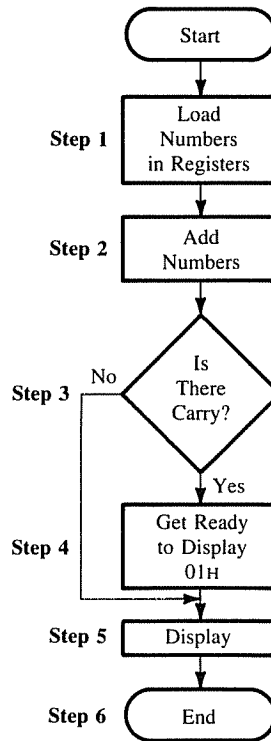 Start
Step 1
Load
Numbers
in Registers
Step 2
Add
Numbers
Step 3
No
Is
There
Carry?
Yes
Step 4
Get Ready
to Display
01H
Step 5
Display
Step 6
End